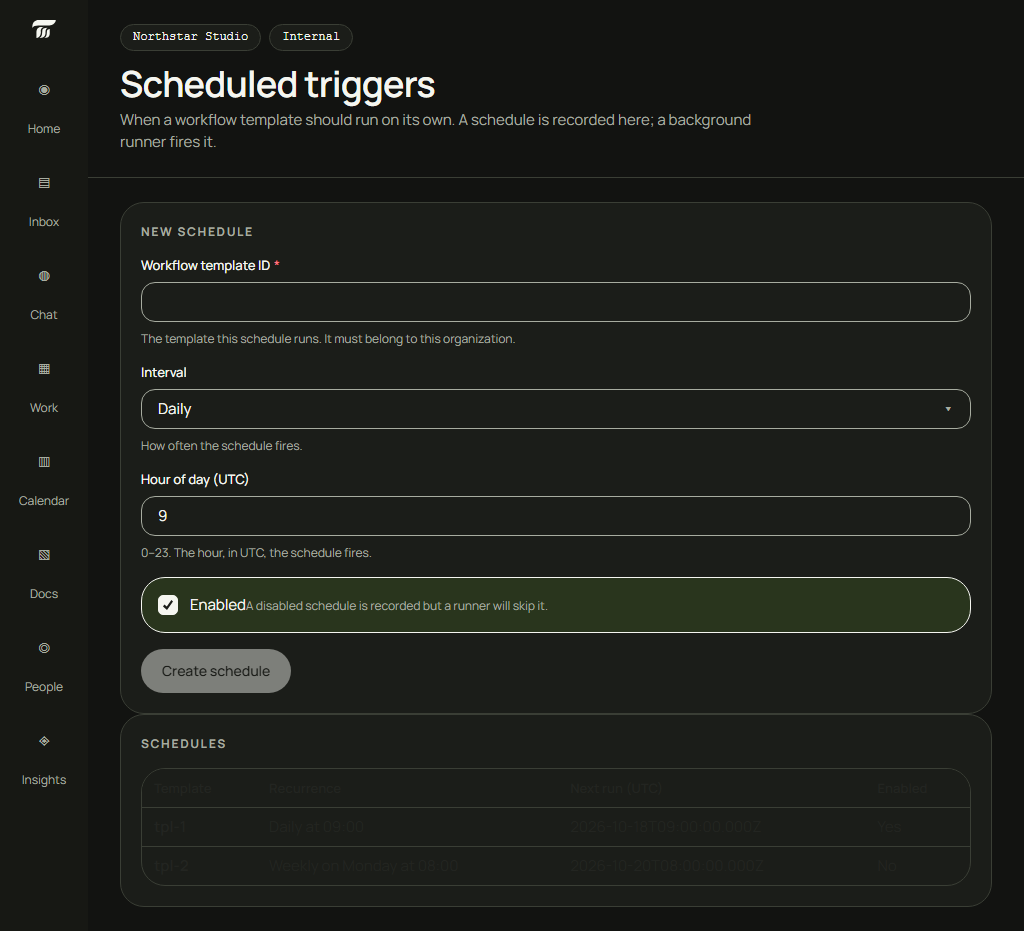 Northstar Studio
Internal
Scheduled triggers
When a workflow template should run on its own. A schedule is recorded here; a background
runner fires it.
Home
Inbox
Chat
Work
Calendar
Docs
People
Insights
NEW SCHEDULE
Workflow template ID *
The template this schedule runs. It must belong to this organization.
Interval
Daily
How often the schedule fires.
Hour of day (UTC)
9
0–23. The hour, in UTC, the schedule fires.
Enabled A disabled schedule is recorded but a runner will skip it.
Create schedule
SCHEDULES
Template Recurrence Next run (UTC) Enabled
tpl-1 Daily at 09:00 2026-10-18T09:00:00.000Z Yes
tpl-2 Weekly on Monday at 08:00 2026-10-20T08:00:00.000Z No